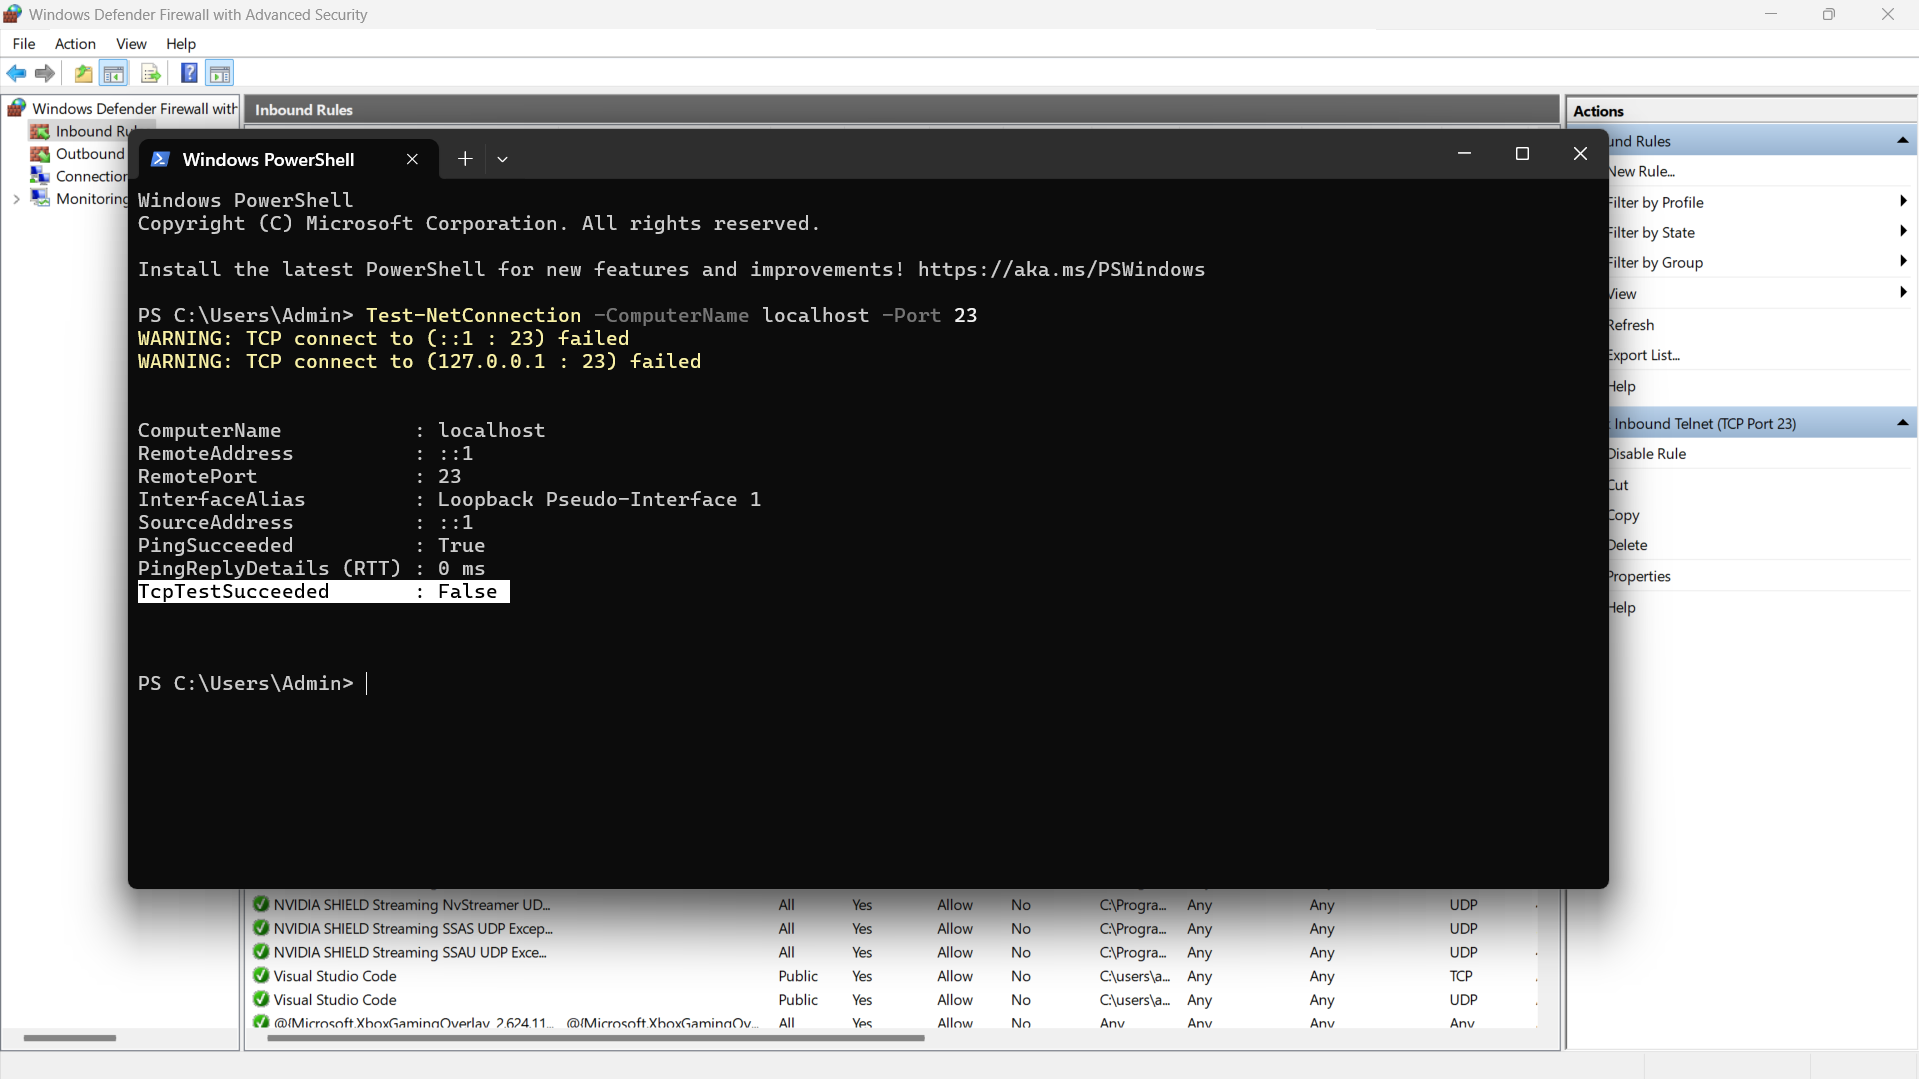 Windows Defender Firewall with Advanced Security
File Action View Help
Windows Defender Firewall with
Inbound
Outbound
Connection
Monitoring
Inbound Rules
Windows PowerShell
Windows PowerShell
Copyright (C) Microsoft Corporation. All rights reserved.
Install the latest PowerShell for new features and improvements! https://aka.ms/PSWindows
PS C:\Users\Admin> Test-NetConnection -ComputerName localhost -Port 23
WARNING: TCP connect to (::1 : 23) failed
WARNING: TCP connect to (127.0.0.1 : 23) failed
ComputerName : localhost
RemoteAddress : ::1
RemotePort : 23
InterfaceAlias : Loopback Pseudo-Interface 1
SourceAddress : ::1
PingSucceeded : True
PingReplyDetails (RTT) : 0 ms
TcpTestSucceeded : False
PS C:\Users\Admin>
NVIDIA SHIELD Streaming NvStreamer UD... All Yes Allow No C:\Progra... Any Any UDP
NVIDIA SHIELD Streaming SSAS UDP Excep... All Yes Allow No C:\Progra... Any Any UDP
NVIDIA SHIELD Streaming SSAU UDP Exce... All Yes Allow No C:\Progra... Any Any UDP
Visual Studio Code Public Yes Allow No C:\users\a... Any Any TCP
Visual Studio Code Public Yes Allow No C:\users\a... Any Any UDP
@{Microsoft.XboxGamingOverlay_2.624.11... @{Microsoft.XboxGamingOv... All Yes Allow No Any Any Any Any
Actions
und Rules
New Rule...
Filter by Profile
Filter by State
Filter by Group
View
Refresh
Export List...
Help
Inbound Telnet (TCP Port 23)
Disable Rule
Cut
Copy
Delete
Properties
Help